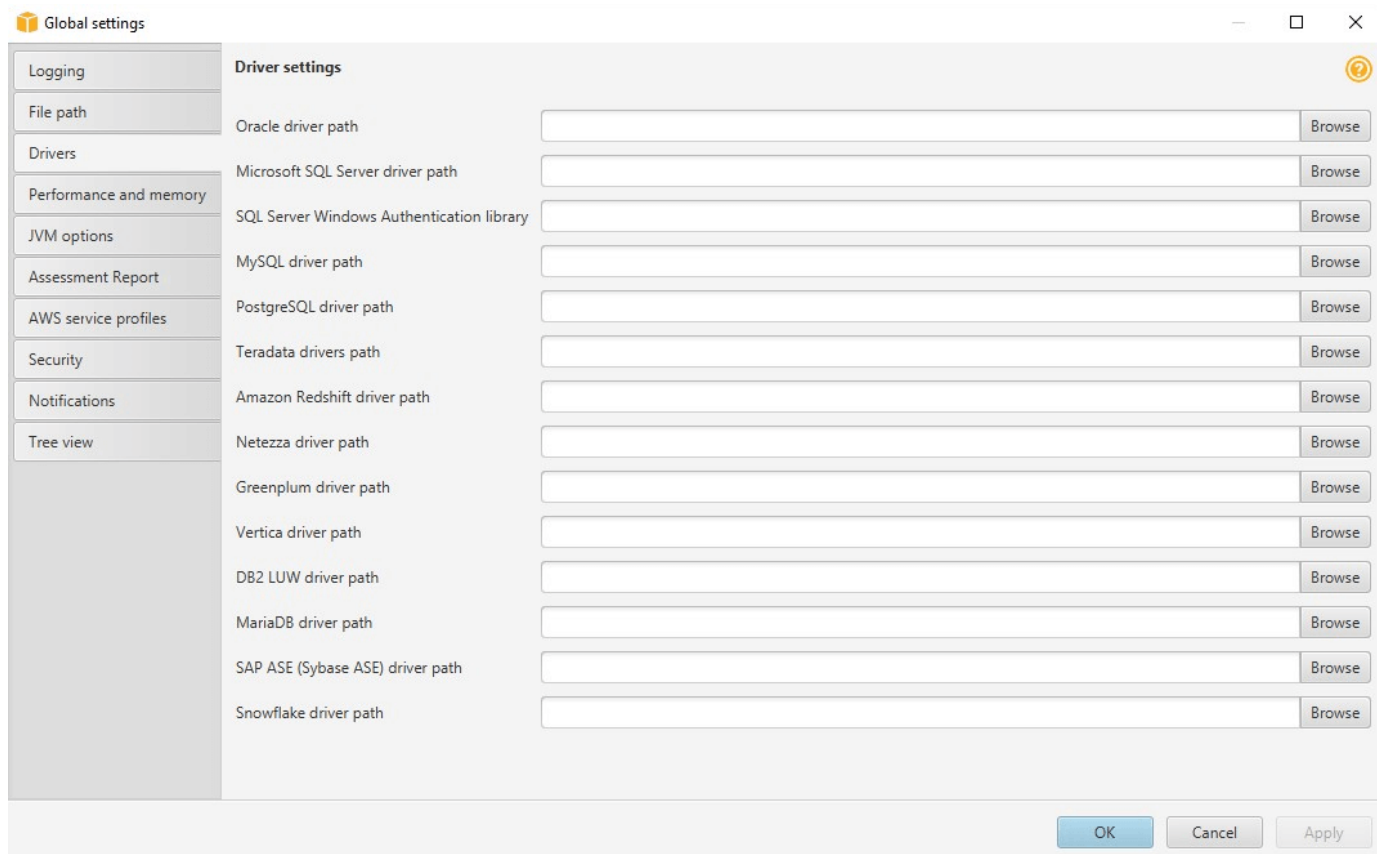 Global settings
Logging
File path
Drivers
Performance and memory
JVM options
Assessment Report
AWS service profiles
Security
Notifications
Tree view
Driver settings
?
Oracle driver path Browse
Microsoft SQL Server driver path Browse
SQL Server Windows Authentication library Browse
MySQL driver path Browse
PostgreSQL driver path Browse
Teradata drivers path Browse
Amazon Redshift driver path Browse
Netezza driver path Browse
Greenplum driver path Browse
Vertica driver path Browse
DB2 LUW driver path Browse
MariaDB driver path Browse
SAP ASE (Sybase ASE) driver path Browse
Snowflake driver path Browse
OK Cancel Apply